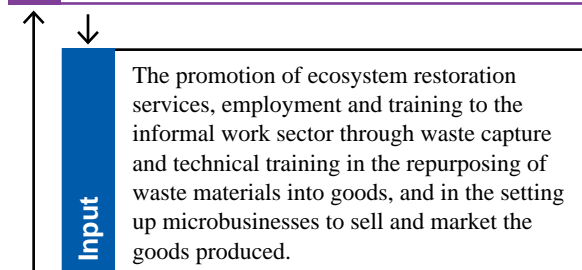 The promotion of ecosystem restoration
services, employment and training to the
informal work sector through waste capture
and technical training in the repurposing of
waste materials into goods, and in the setting
up microbusinesses to sell and market the
goods produced.
Input